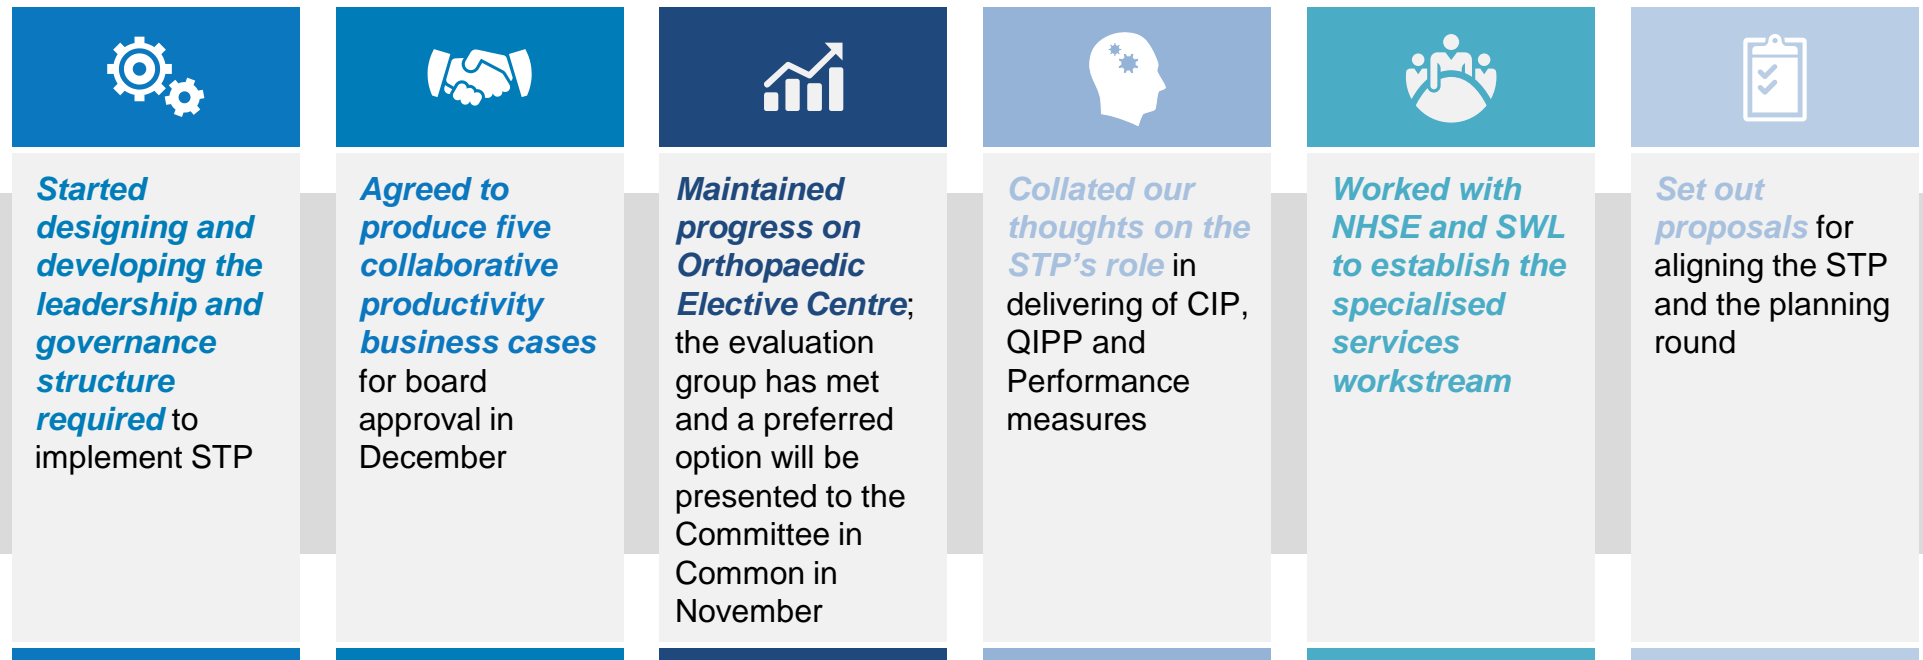 Started
designing and
developing the
leadership and
governance
structure
required to
implement STP
Agreed to
produce five
collaborative
productivity
business cases
for board
approval in
December
Maintained
progress on
Orthopaedic
Elective Centre;
the evaluation
group has met
and a preferred
option will be
presented to the
Committee in
Common in
November
Collated our
thoughts on the
STP's role in
delivering of CIP,
QIPP and
Performance
measures
Worked with
NHSE and SWL
to establish the
specialised
services
workstream
Set out
proposals for
aligning the STP
and the planning
round